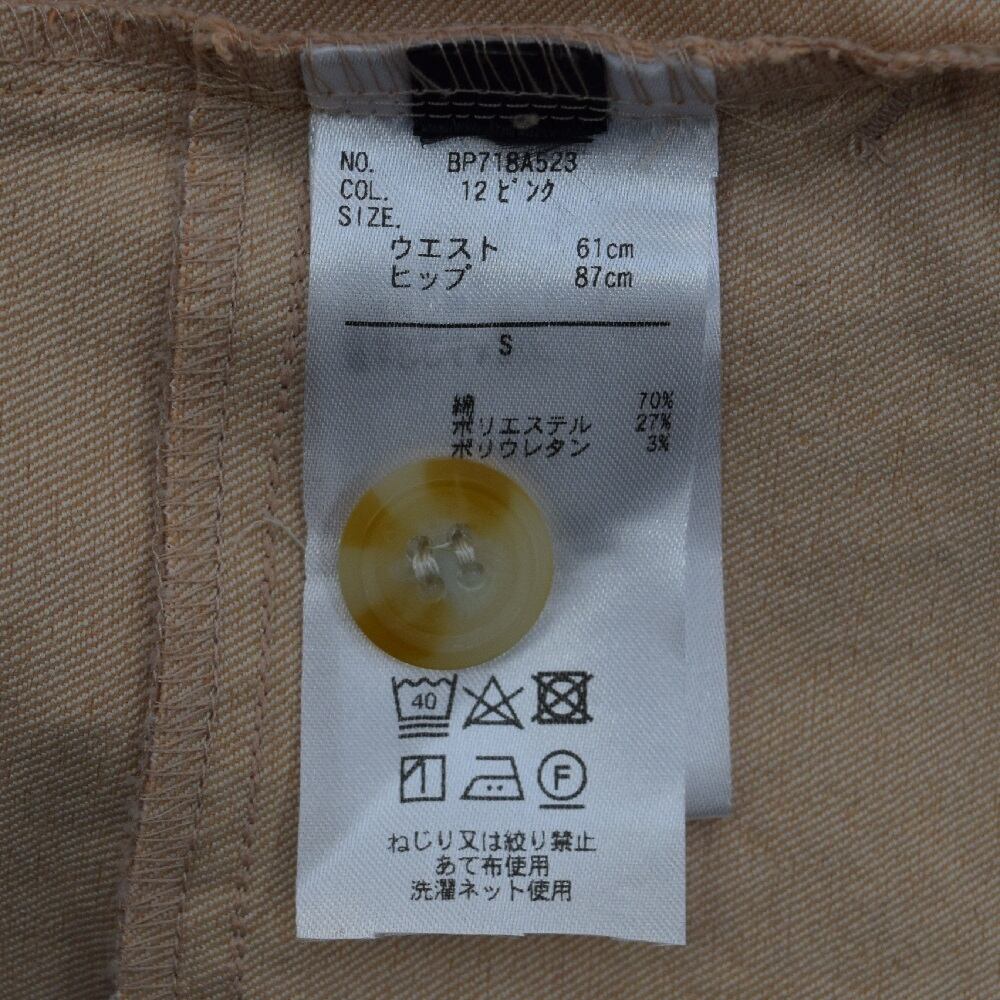 NO. BP718A523
COL. 12 ピンク
SIZE.
ウエスト 61cm
ヒップ 87cm
S
綿 70%
ポリエステル 27%
ポリウレタン 3%
40
F
ねじり又は絞り禁止
あて布使用
洗濯ネット使用